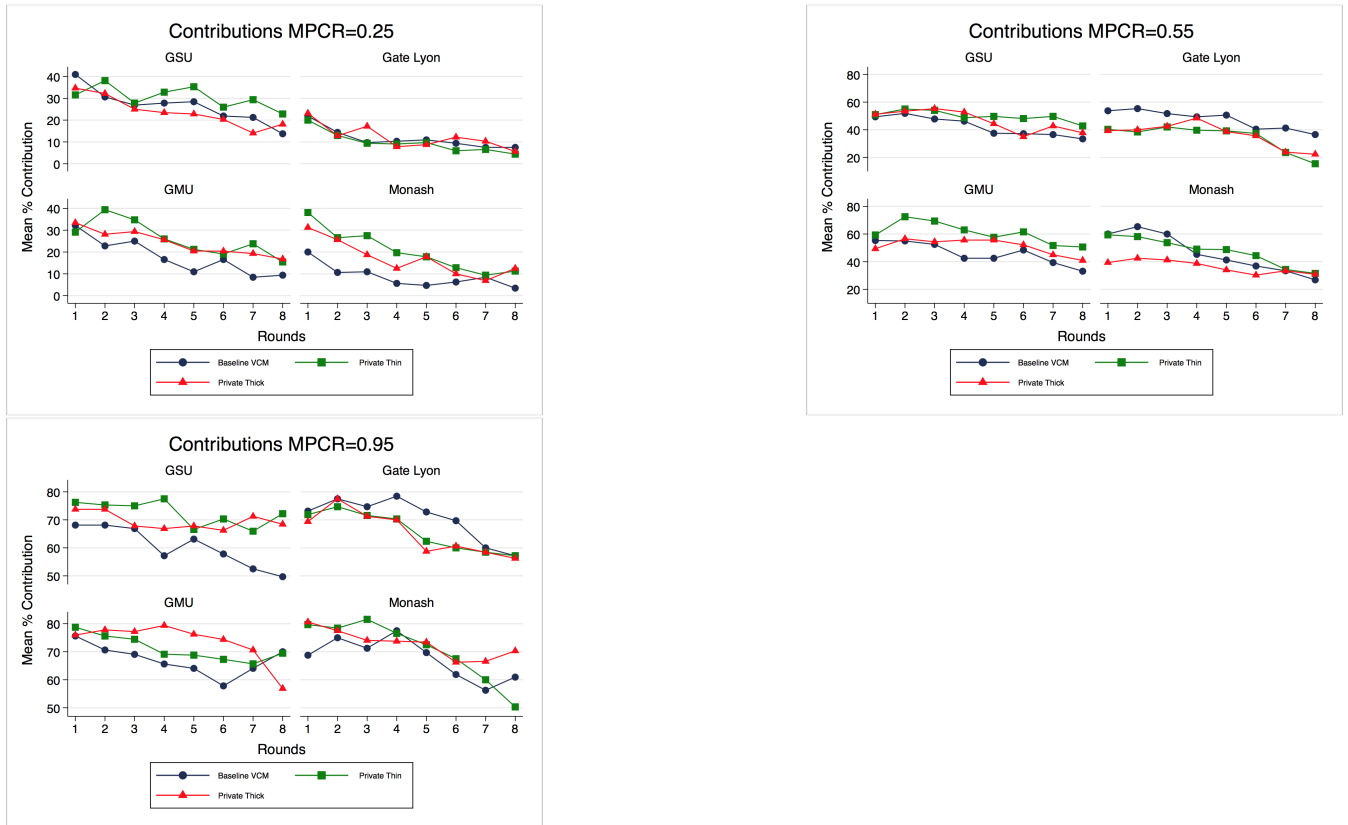 Contributions MPCR=0.25
GSU Gate Lyon
40
30
20
10
0
GMU Monash
40
30
20
10
0
Mean % Contribution
1 2 3 4 5 6 7 8 1 2 3 4 5 6 7 8
Rounds
Baseline VCM Private Thin
Private Thick
Contributions MPCR=0.55
GSU Gate Lyon
80
60
40
20
GMU Monash
80
60
40
20
Mean % Contribution
1 2 3 4 5 6 7 8 1 2 3 4 5 6 7 8
Rounds
Baseline VCM Private Thin
Private Thick
Contributions MPCR=0.95
GSU Gate Lyon
80
70
60
50
GMU Monash
80
70
60
50
Mean % Contribution
1 2 3 4 5 6 7 8 1 2 3 4 5 6 7 8
Rounds
Baseline VCM Private Thin
Private Thick